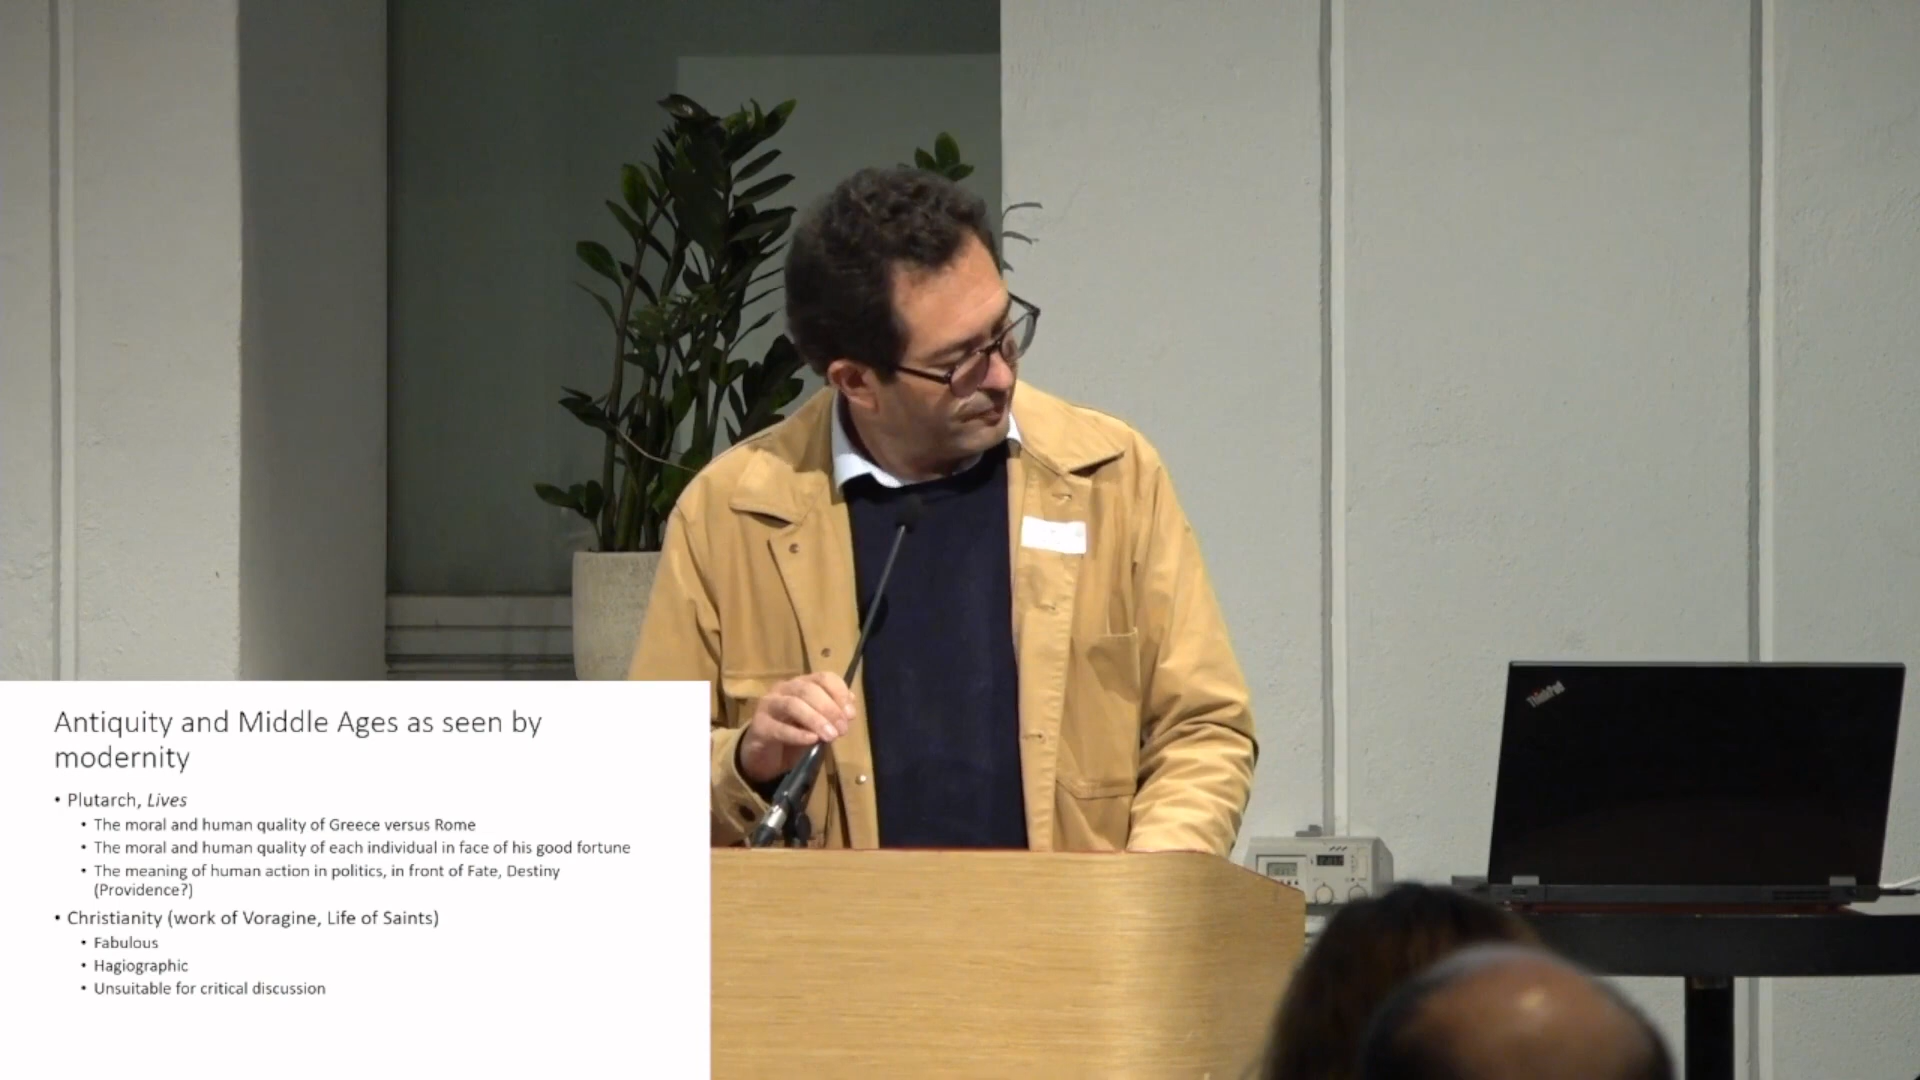 Antiquity and Middle Ages as seen by
modernity
• Plutarch, Lives
• The moral and human quality of Greece versus Rome
• The moral and human quality of each individual in face of his good fortune
• The meaning of human action in politics, in front of Fate, Destiny
(Providence?)
• Christianity (work of Voragine, Life of Saints)
• Fabulous
• Hagiographic
• Unsuitable for critical discussion
ThinkPad